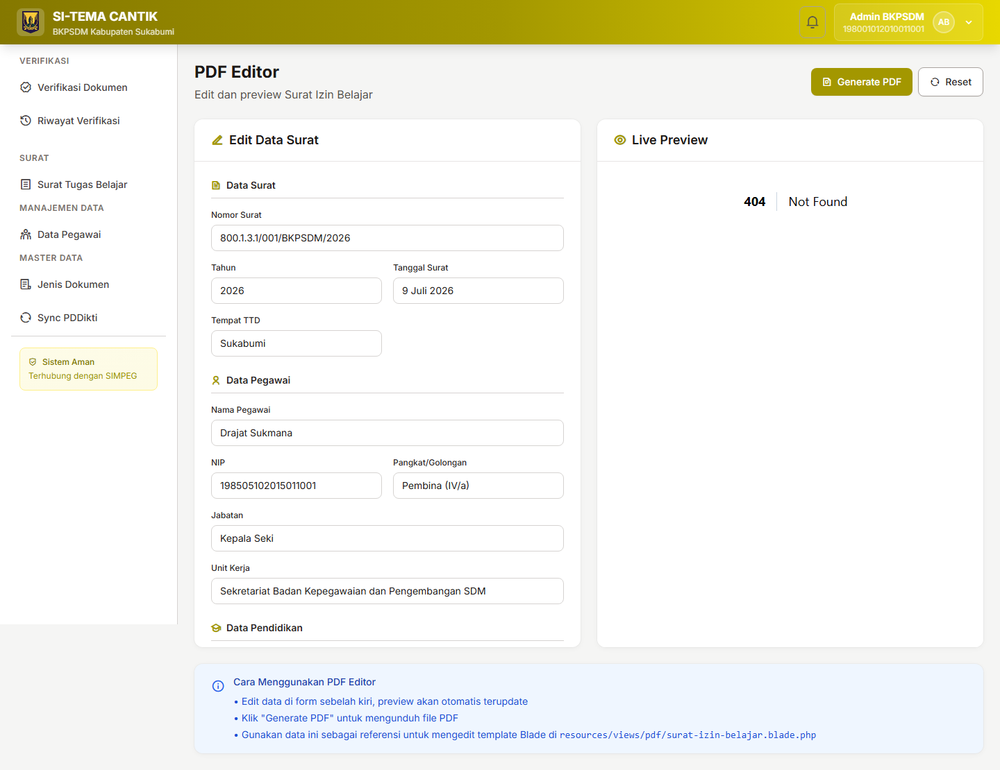 SI-TEMA CANTIK
BKPSDM Kabupaten Sukabumi
Admin BKPSDM
198001012010011001
AB
VERIFIKASI
Verifikasi Dokumen
Riwayat Verifikasi
SURAT
Surat Tugas Belajar
MANAJEMEN DATA
Data Pegawai
MASTER DATA
Jenis Dokumen
Sync PDDikti
Sistem Aman
Terhubung dengan SIMPEG
PDF Editor
Edit dan preview Surat Izin Belajar
Generate PDF
Reset
Edit Data Surat
Data Surat
Nomor Surat
800.1.3.1/001/BKPSDM/2026
Tahun
Tanggal Surat
2026
9 Juli 2026
Tempat TTD
Sukabumi
Data Pegawai
Nama Pegawai
Drajat Sukmana
NIP
Pangkat/Golongan
198505102015011001
Pembina (IV/a)
Jabatan
Kepala Seki
Unit Kerja
Sekretariat Badan Kepegawaian dan Pengembangan SDM
Data Pendidikan
Live Preview
404
Not Found
Cara Menggunakan PDF Editor
• Edit data di form sebelah kiri, preview akan otomatis terupdate
• Klik "Generate PDF" untuk mengunduh file PDF
• Gunakan data ini sebagai referensi untuk mengedit template Blade di resources/views/pdf/surat-izin-belajar.blade.php